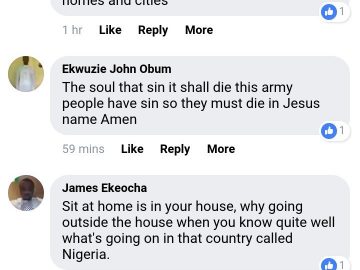 homes and cities
1
1 hr Like Reply More
Ekwuzie John Obum
The soul that sin it shall die this army
people have sin so they must die in Jesus
name Amen
1
59 mins Like Reply More
James Ekeocha
Sit at home is in your house, why going
outside the house when you know quite well
what's going on in that country called
Nigeria.
1